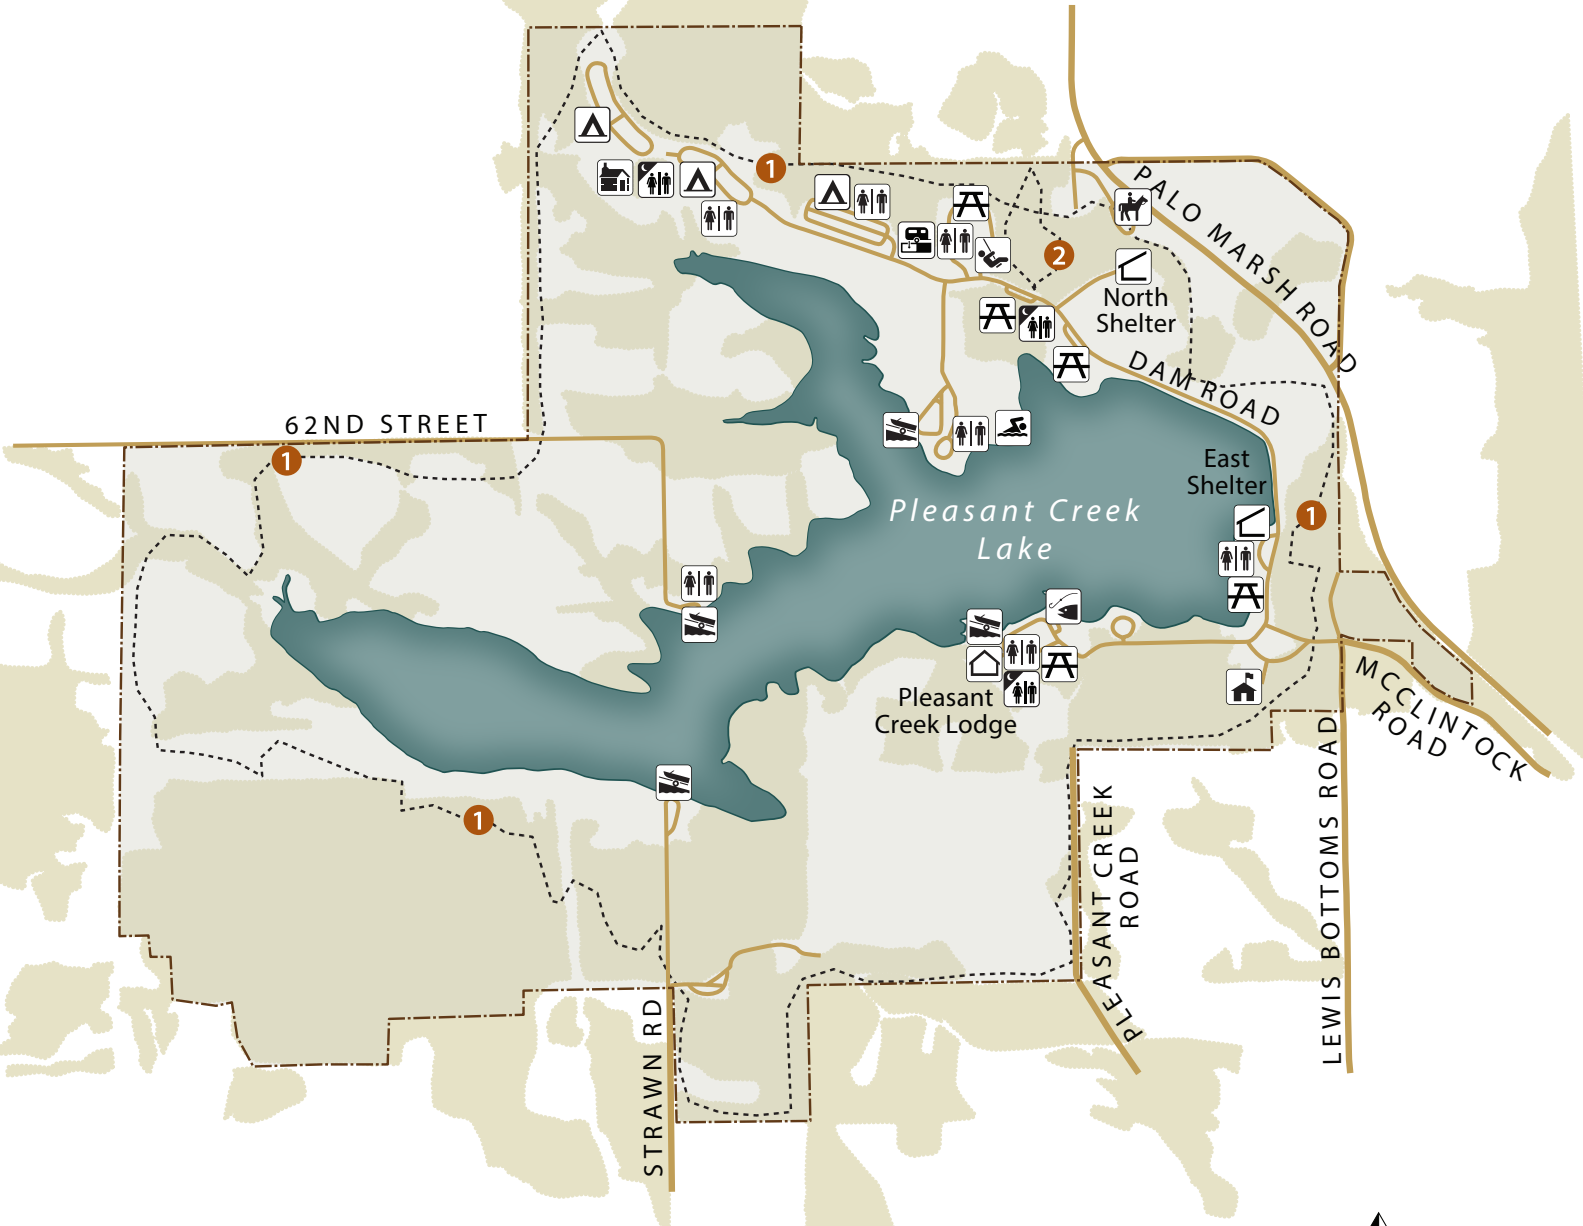 1
PALO MARSH ROAD
2
North
Shelter
DAM ROAD
62ND STREET
1
East
Shelter
Pleasant Creek
Lake
1
Pleasant
Creek Lodge
MCCLINTOCK
ROAD
1
PLEASANT CREEK
ROAD
LEWIS BOTTOMS ROAD
STRAWN RD